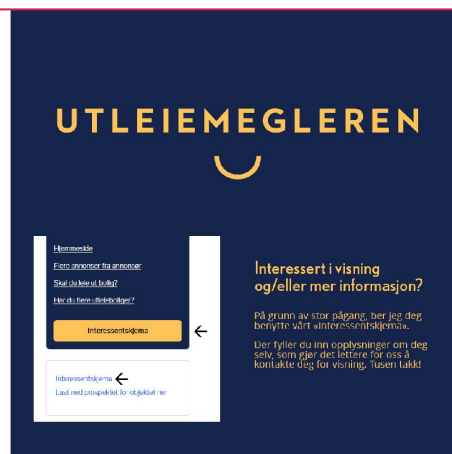 UTLEIEMEGLEREN
Hjemmeside
Flere annonser fra annonsør
Skal du leie ut bolig?
Har du flere utleieboliger?
Interessentskjema
Interessentskjema
Last ned prospektet for objektet her
Interessert i visning
og/eller mer informasjon?
På grunn av stor pågang, ber jeg deg
benytte vårt «Interessentskjema».
Der fyller du inn opplysninger om deg
selv, som gjør det lettere for oss å
kontakte deg for visning. Tusen takk!